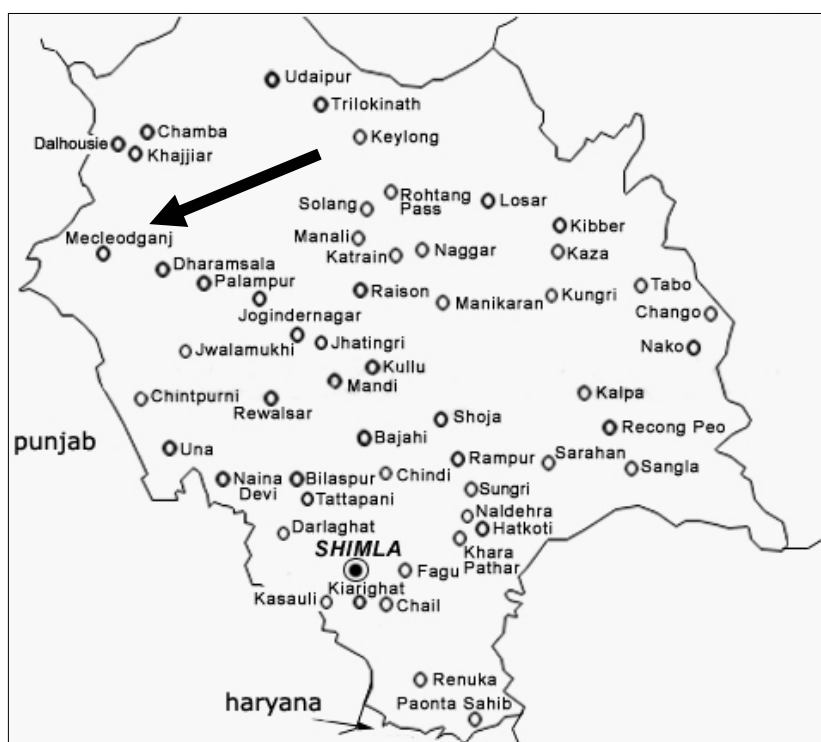 Udaipur
Trilokinath
Chamba
Keylong
Dalhousie
Khajjiar
Rohtang
Pass
Losar
Solang
Kibber
Mecleodganj
Manali
Naggar
Katrain
Kaza
Dharamsala
Palampur
Raison
Manikaran
Kungri
Tabo
Chango
Jogindernagar
Jwalamukhi
Jhatingri
Nako
Kullu
Mandi
Chintpurni
Rewalsar
Kalpa
Shoja
Recong Peo
punjab
Bajahi
Una
Rampur
Sarahan
Sangla
Naina
Devi
Bilaspur
Chindi
Tattapani
Sungri
Naldehra
Hatkoti
Darlaghat
SHIMLA
Khara
Pathar
Fagu
Kiarighat
Kasauli
Chail
Renuka
haryana
Paonta Sahib